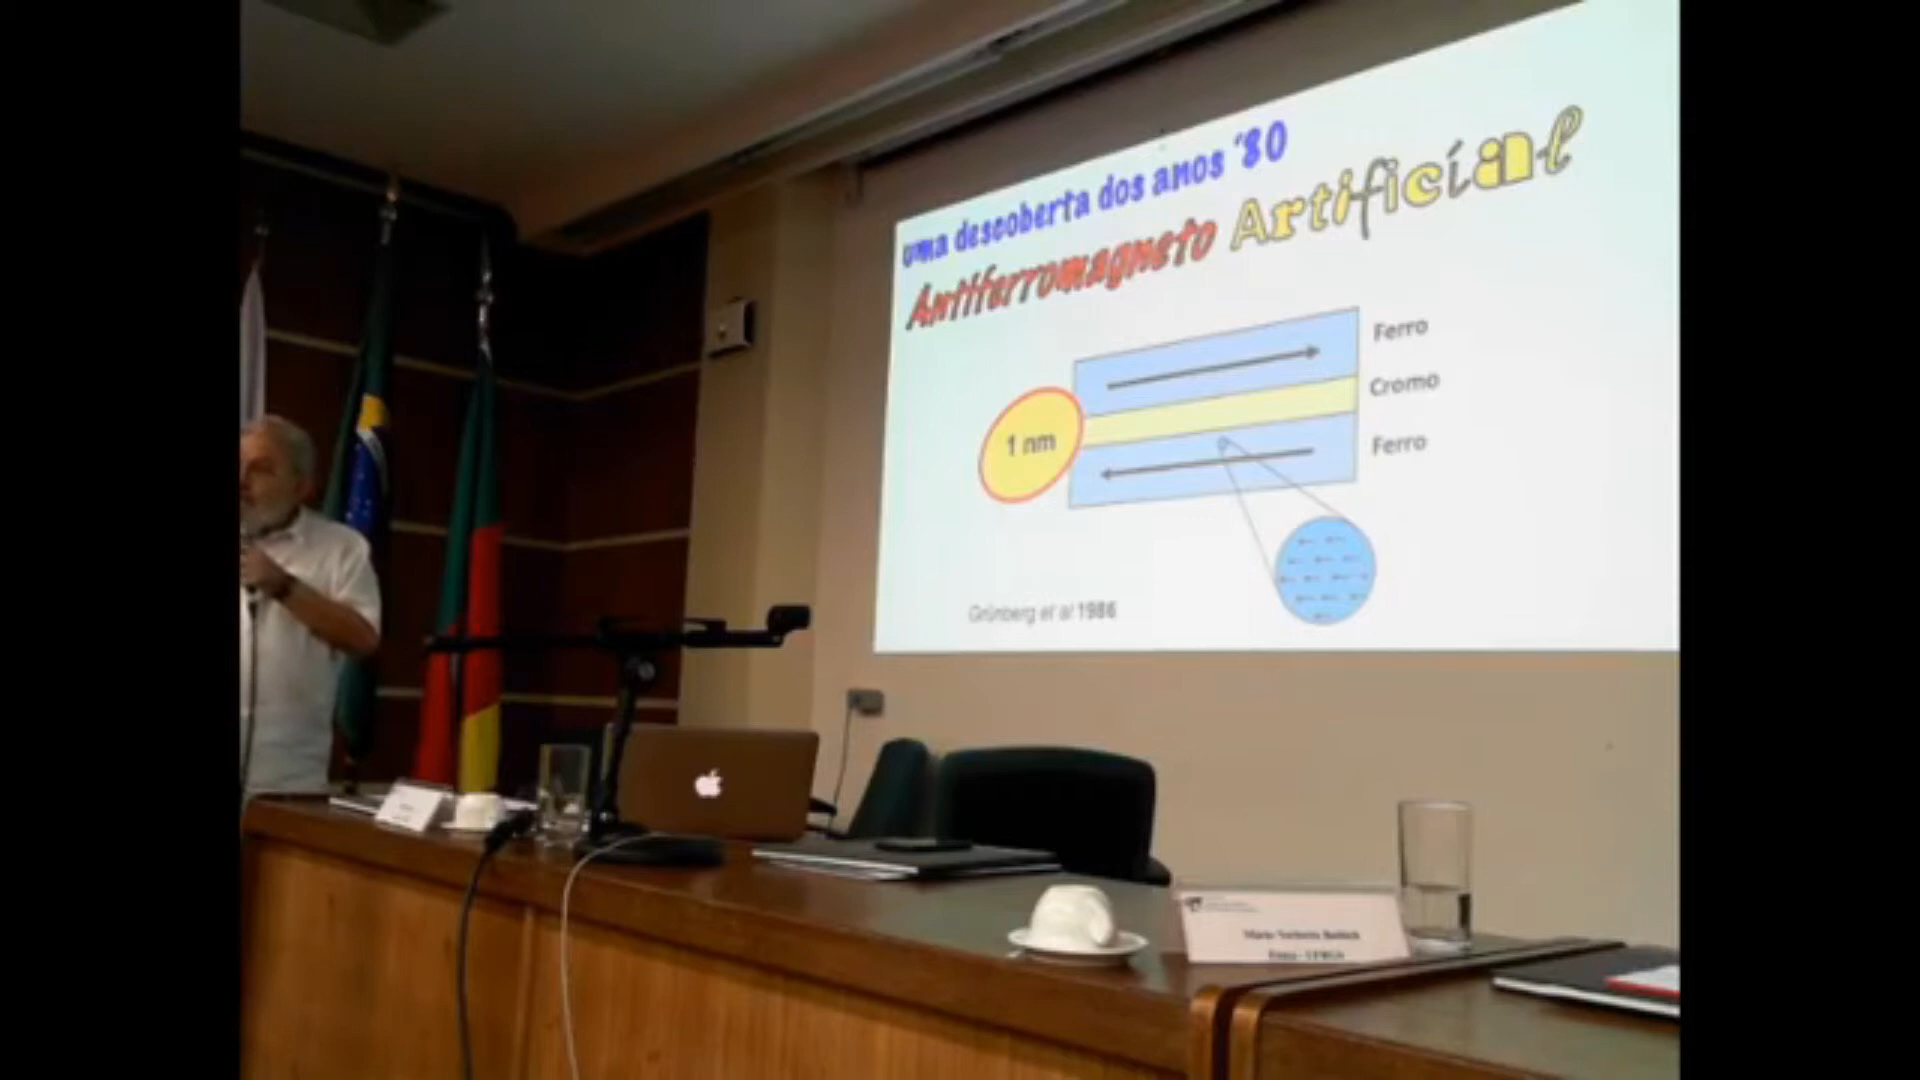 uma descoberta dos anos '80
Antiferromagneto Artificial
Ferro
Cromo
1 nm
Ferro
Grünberg et al 1986